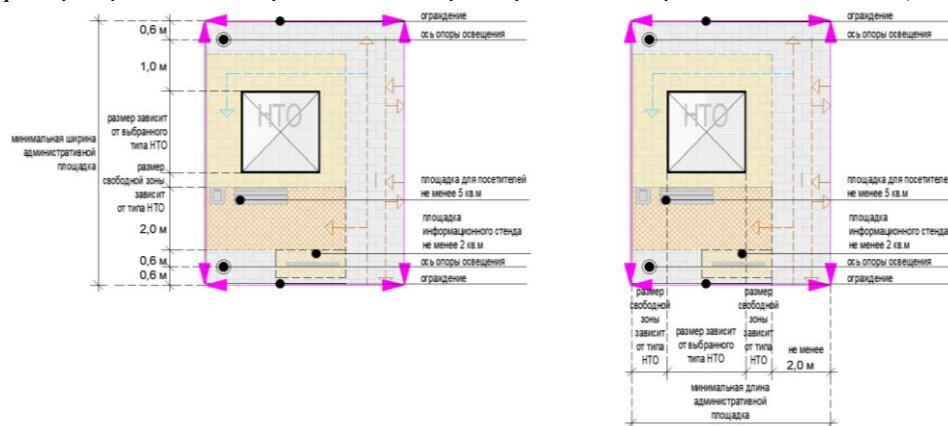 ограждение
ось опоры освещения
0,6 м
1,0 м
НТО
минимальная ширина
административной
площадки
размер зависит
от выбранного
типа НТО
размер
свободной зоны
зависит
от типа НТО
2,0 м
0,6 м
0,6 м
площадка для посетителей
не менее 5 кв.м
площадка
информационного стенда
не менее 2 кв.м
ось опоры освещения
ограждение
ограждение
ось опоры освещения
НТО
площадка для посетителей
не менее 5 кв.м
площадка
информационного стенда
не менее 2 кв.м
ось опоры освещения
ограждение
размер
свободной
зоны
зависит
от типа
НТО
размер зависит
от выбранного
типа НТО
размер
свободной
зоны
зависит
от типа
НТО
не менее
2,0 м
минимальная длина
административной
площадка